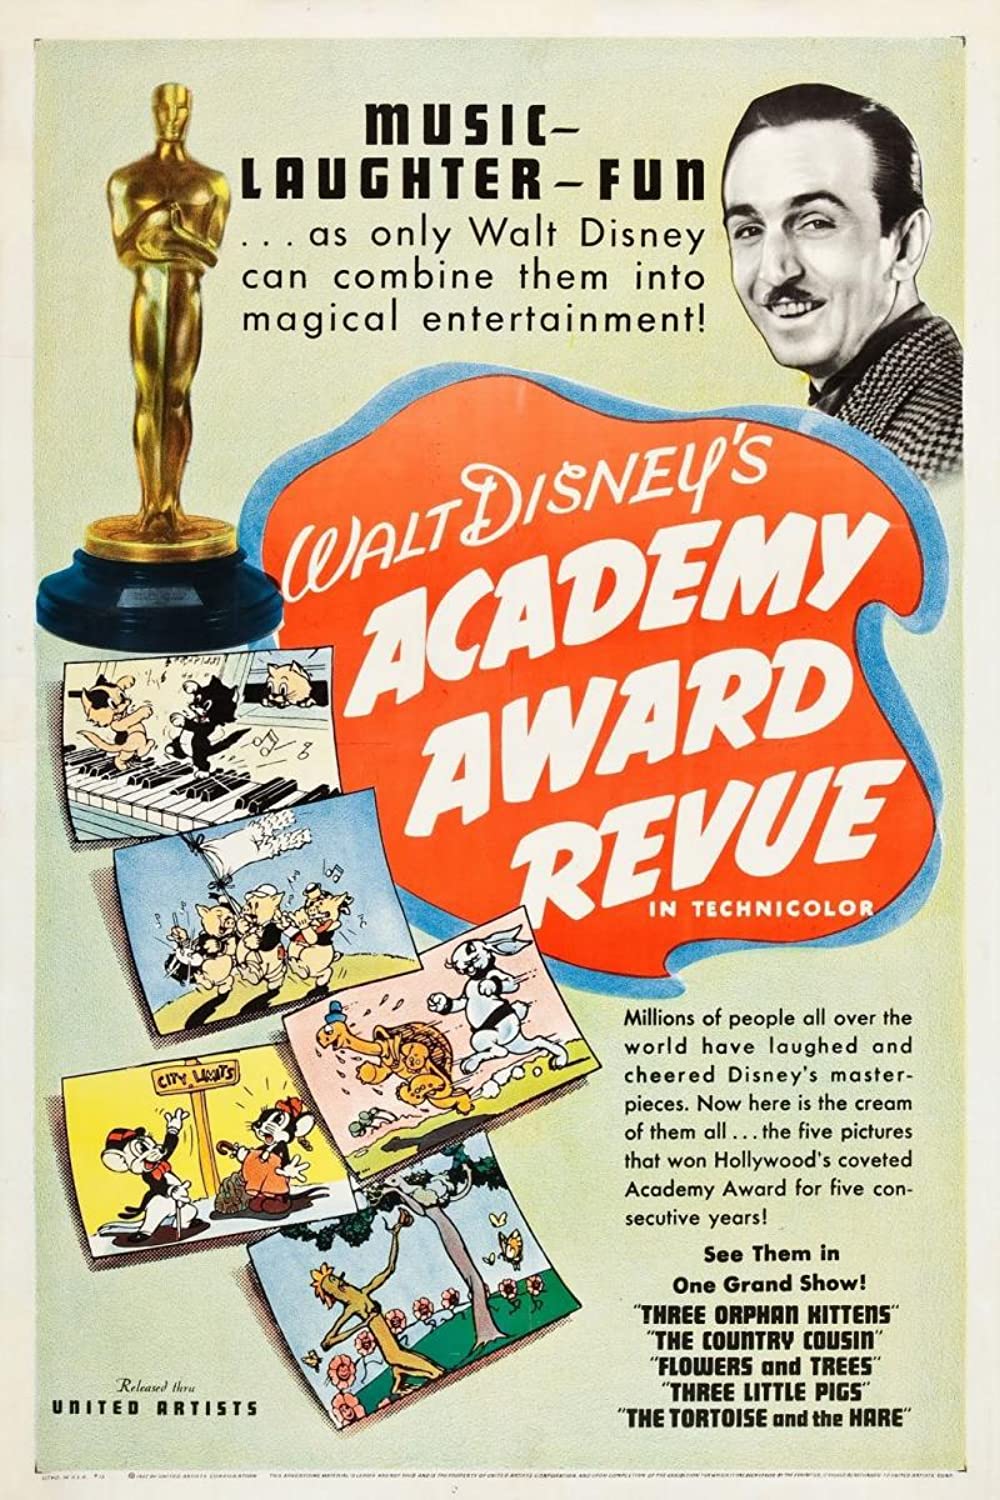 MUSIC–
LAUGHTER – FUN
... as only Walt Disney
can combine them into
magical entertainment!
WALT DISNEY'S
ACADEMY
AWARD
REVUE
IN TECHNICOLOR
CITY LIMITS
Millions of people all over the
world have laughed and
cheered Disney's master-
pieces. Now here is the cream
of them all ... the five pictures
that won Hollywood's coveted
Academy Award for five con-
secutive years!
See Them in
One Grand Show!
"THREE ORPHAN KITTENS"
"THE COUNTRY COUSIN"
"FLOWERS and TREES"
"THREE LITTLE PIGS"
"THE TORTOISE and the HARE"
Released thru
UNITED ARTISTS